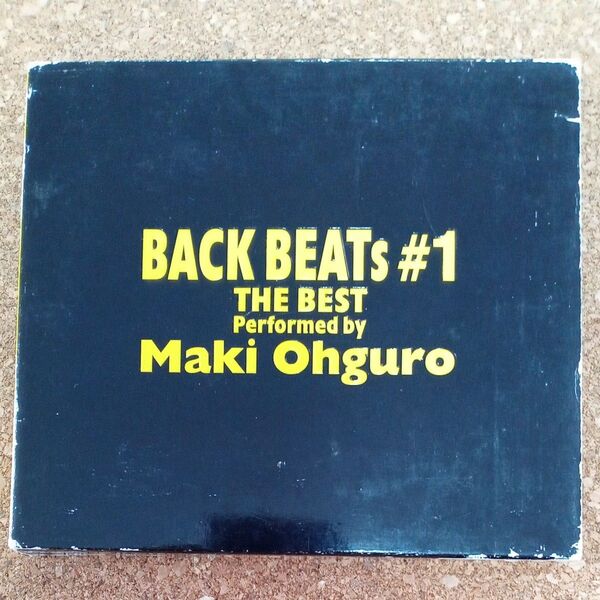 BACK BEATs #1
THE BEST
Performed by
Maki Ohguro